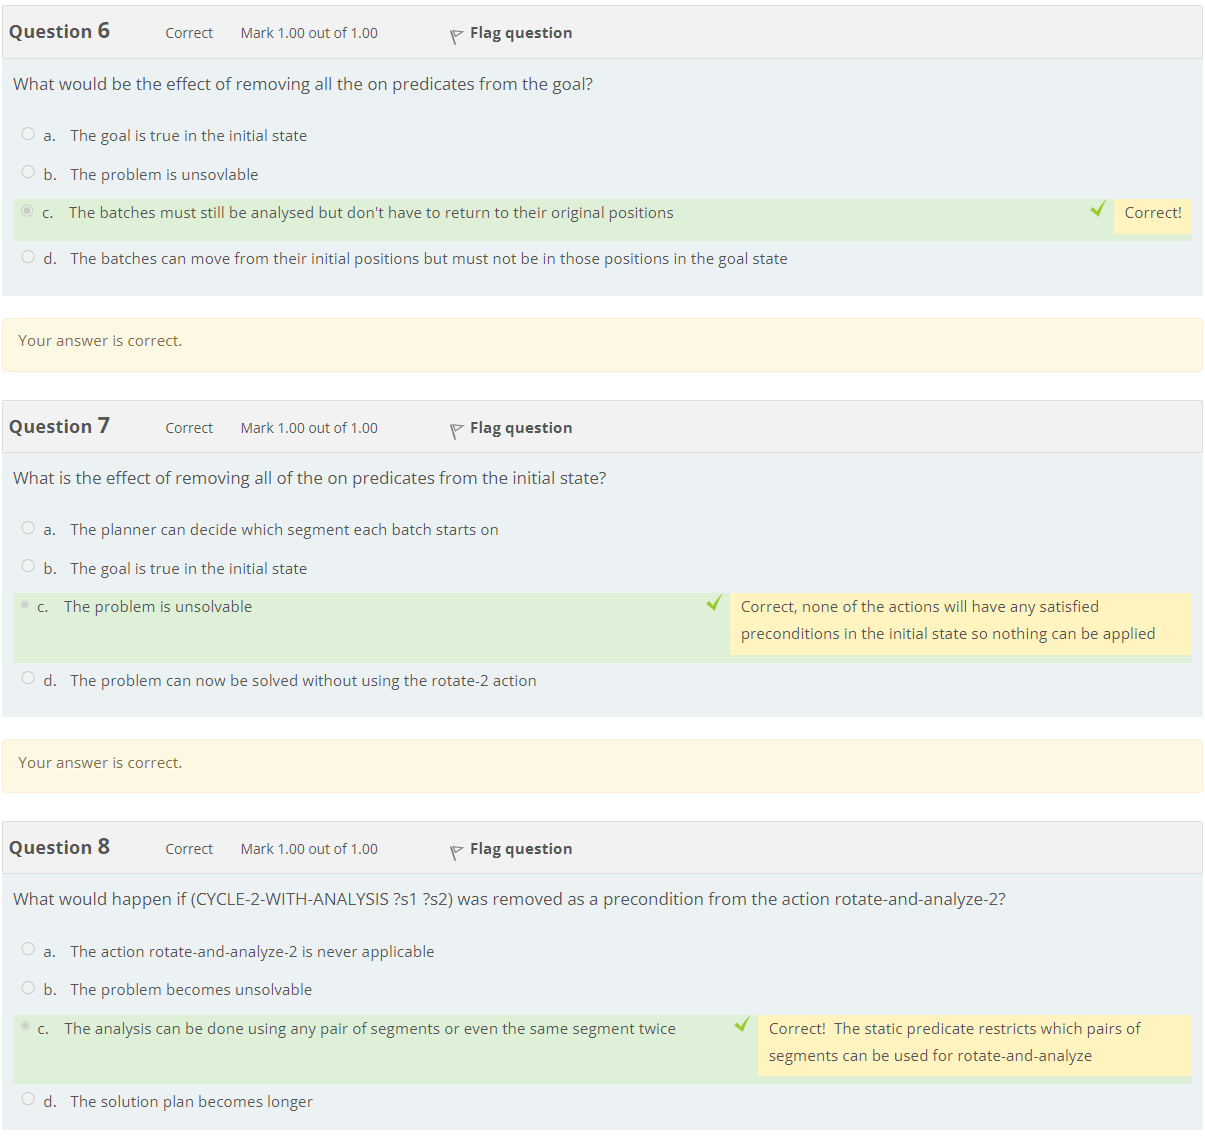 Question 6 Correct Mark 1.00 out of 1.00 Flag question
What would be the effect of removing all the on predicates from the goal?
a. The goal is true in the initial state
b. The problem is unsovlable
c. The batches must still be analysed but don't have to return to their original positions Correct!
d. The batches can move from their initial positions but must not be in those positions in the goal state
Your answer is correct.
Question 7 Correct Mark 1.00 out of 1.00 Flag question
What is the effect of removing all of the on predicates from the initial state?
a. The planner can decide which segment each batch starts on
b. The goal is true in the initial state
c. The problem is unsolvable Correct, none of the actions will have any satisfied
preconditions in the initial state so nothing can be applied
d. The problem can now be solved without using the rotate-2 action
Your answer is correct.
Question 8 Correct Mark 1.00 out of 1.00 Flag question
What would happen if (CYCLE-2-WITH-ANALYSIS ?s1 ?s2) was removed as a precondition from the action rotate-and-analyze-2?
a. The action rotate-and-analyze-2 is never applicable
b. The problem becomes unsolvable
c. The analysis can be done using any pair of segments or even the same segment twice Correct! The static predicate restricts which pairs of
segments can be used for rotate-and-analyze
d. The solution plan becomes longer